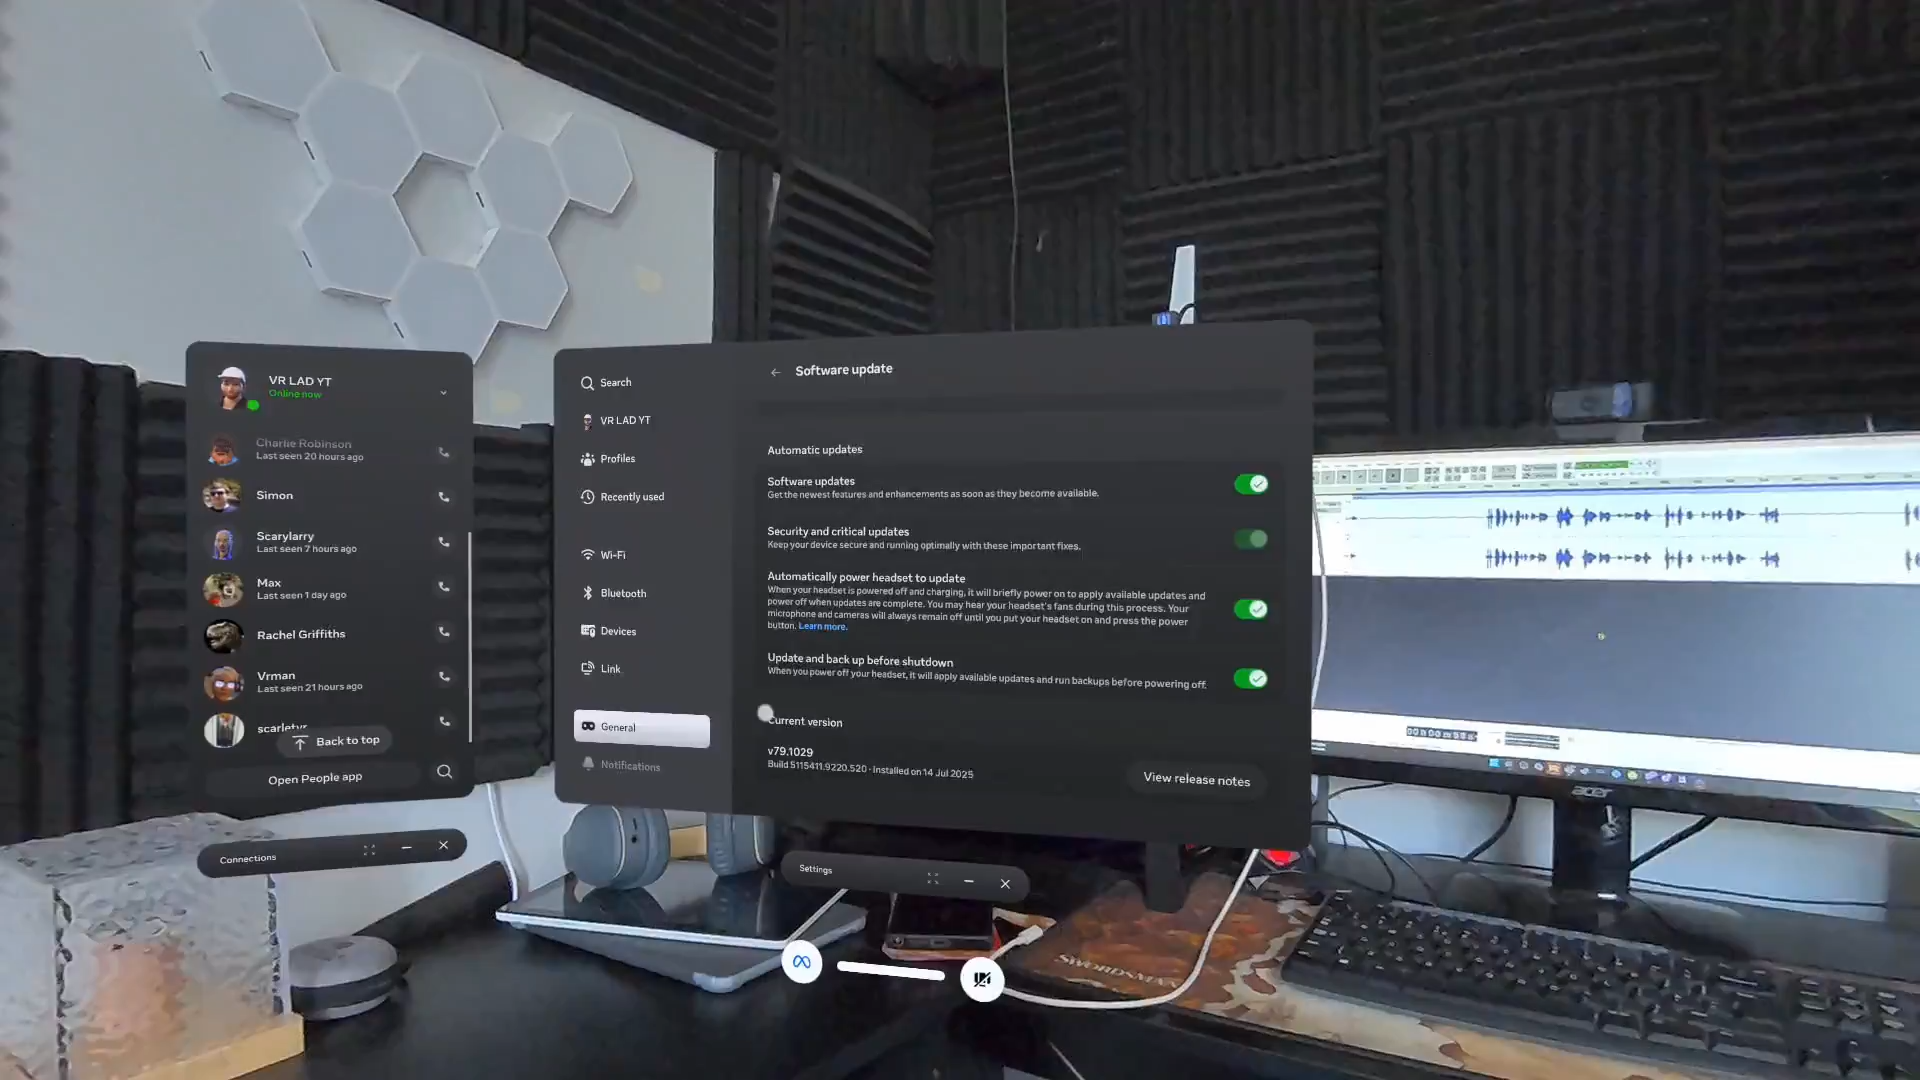 VR LAD YT
Online now
Charlie Robinson
Last seen 20 hours ago
Simon
Scarylarry
Last seen 7 hours ago
Max
Last seen 1 day ago
Rachel Griffiths
Vrman
Last seen 21 hours ago
scarletvr
Back to top
Open People app
Connections
Search
VR LAD YT
Profiles
Recently used
Wi-Fi
Bluetooth
Devices
Link
General
Notifications
Software update
Automatic updates
Software updates
Get the newest features and enhancements as soon as they become available.
Security and critical updates
Keep your device secure and running optimally with these important fixes.
Automatically power headset to update
When your headset is powered off and charging, it will briefly power on to apply available updates and
power off when updates are complete. You may hear your headset's fans during this process. Your
microphone and cameras will always remain off until you put your headset on and press the power
button. Learn more.
Update and back up before shutdown
When you power off your headset, it will apply available updates and run backups before powering off.
Current version
v79.1029
Build 5115411.9220.520 · Installed on 14 Jul 2025
View release notes
Settings
acer
SWORDSMAN